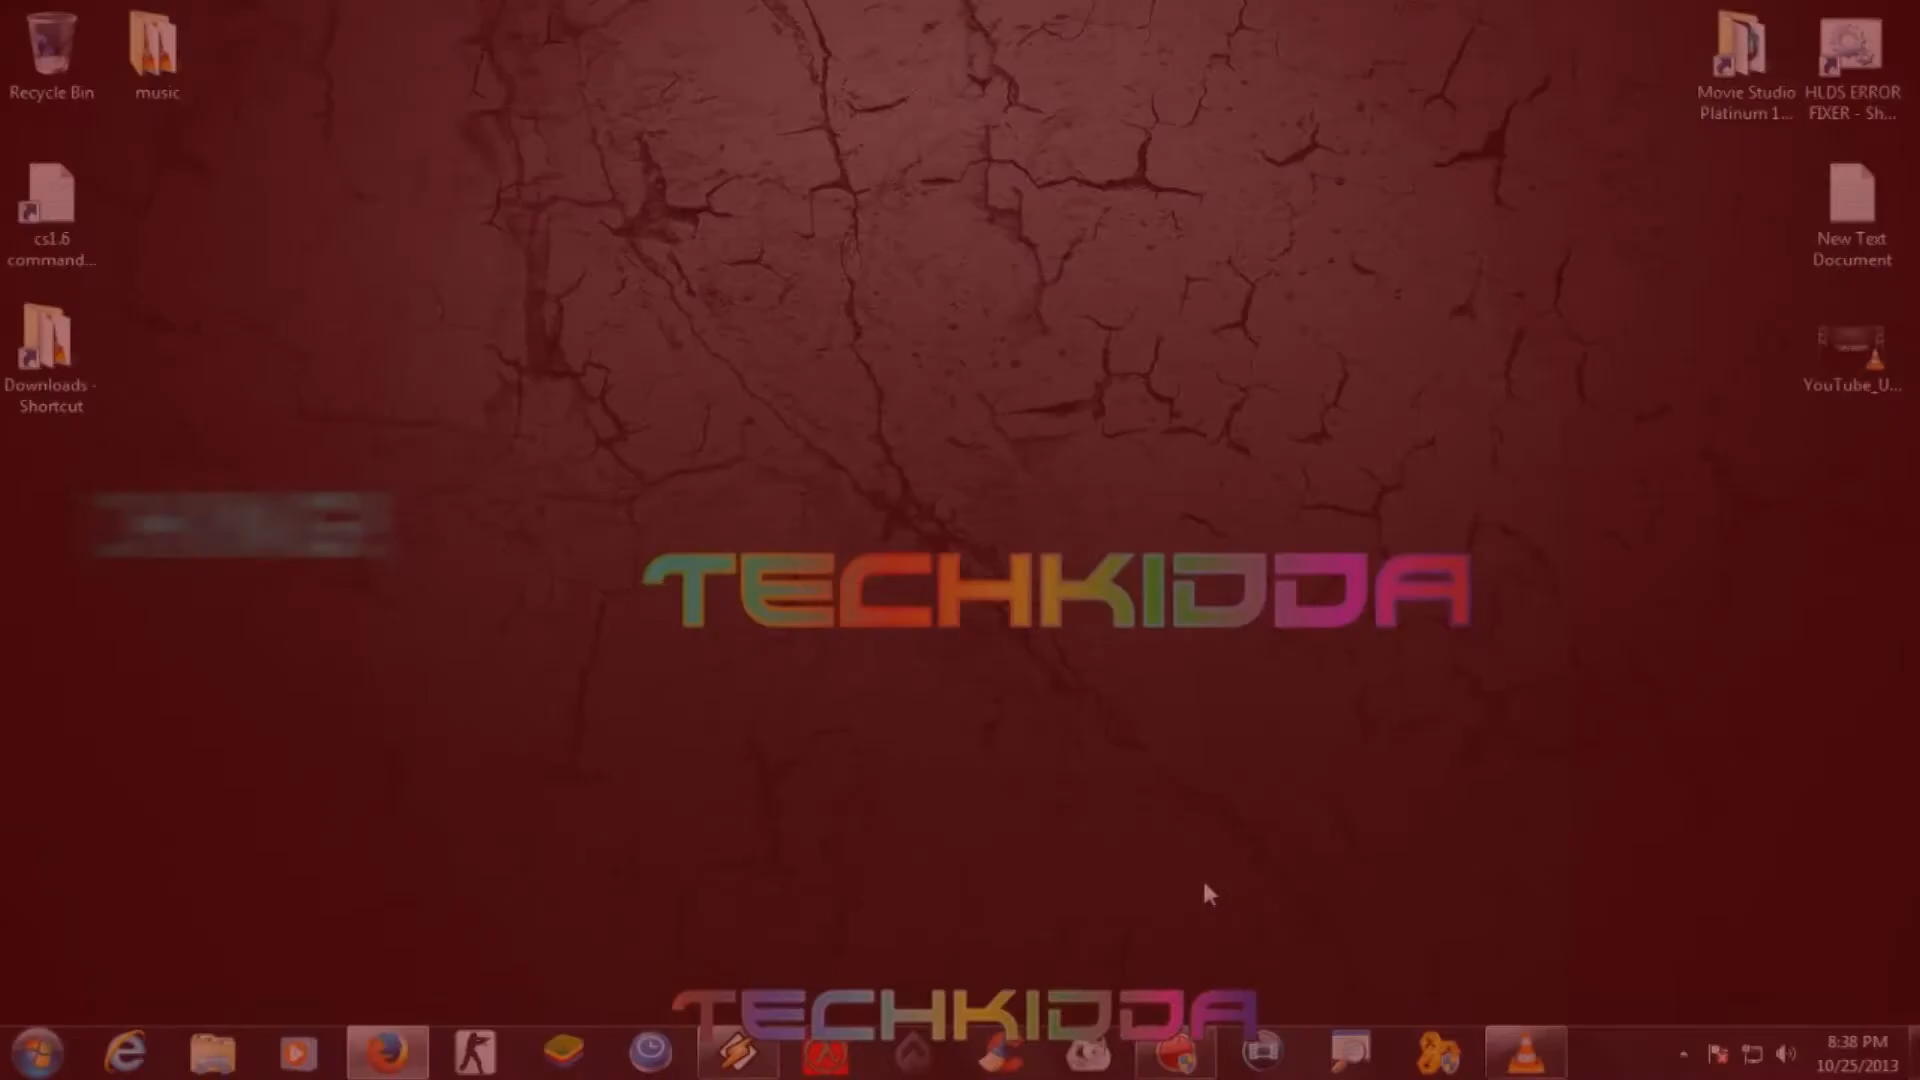 Recycle Bin
music
Movie Studio
Platinum 1...
HLDS ERROR
FIXER - Sh...
cs1.6
command...
New Text
Document
Downloads -
Shortcut
YouTube_U...
TECHKIDDA
TECHKIDDA
8:38 PM
10/25/2013